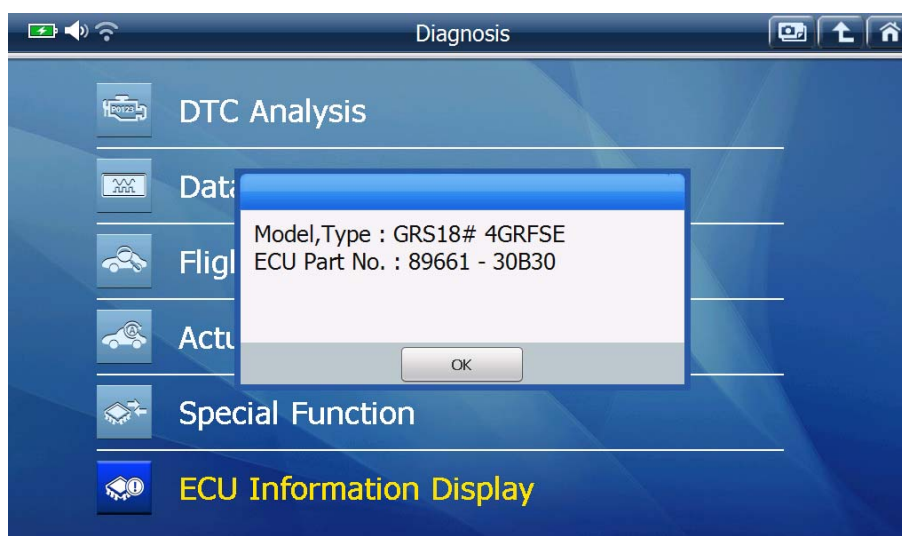 Diagnosis
P0123
DTC Analysis
Data
Model,Type : GRS18# 4GRFSE
ECU Part No. : 89661 - 30B30
Fligl
Actu
OK
Special Function
ECU Information Display